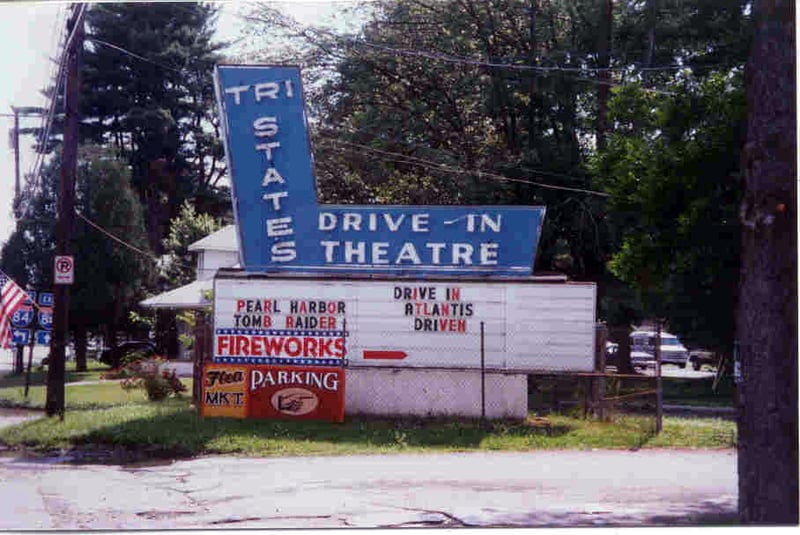 TRI
STATE'S
DRIVE-IN
THEATRE
PEARL HARBOR
TOMB RAIDER
DRIVE IN
ATLANTIS
DRIVEN
FIREWORKS
Flea
MKT.
PARKING
P
84